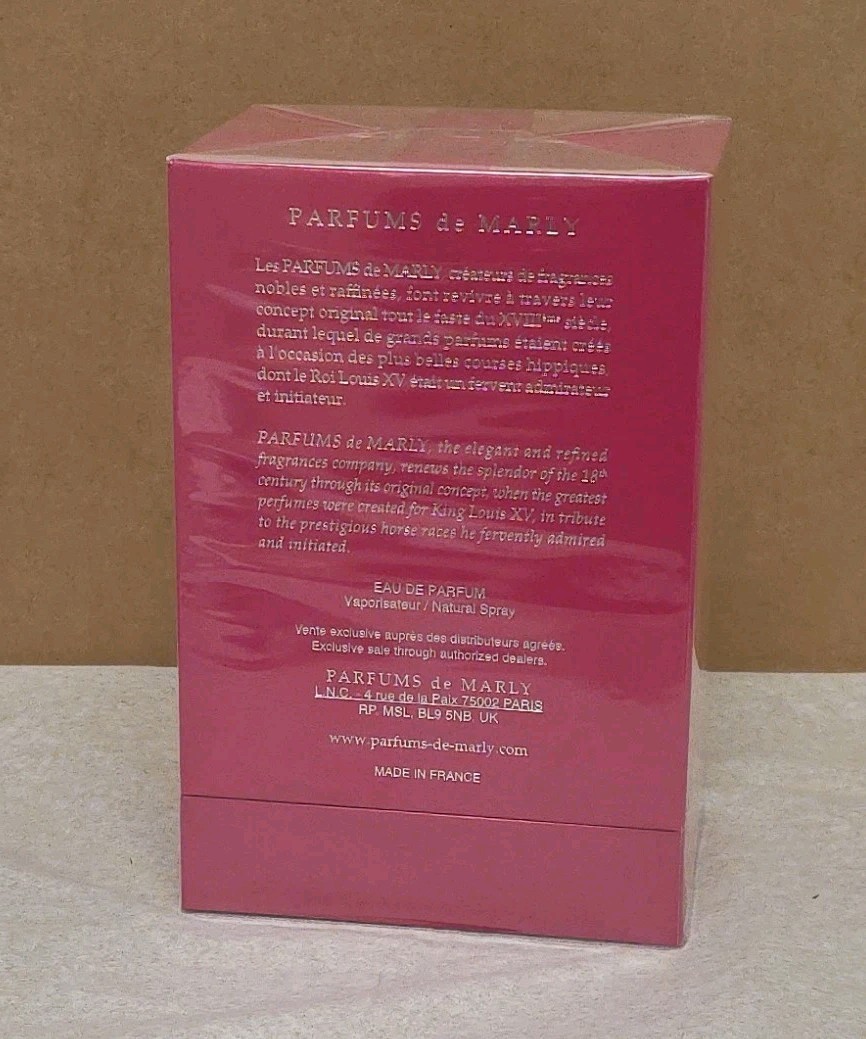 PARFUMS de MARLY
Les PARFUMS de MARLY créateurs de fragrances
nobles et raffinées, font revivre à travers leur
concept original tout le faste du XVIIIème siècle,
durant lequel de grands parfums étaient créés
à l'occasion des plus belles courses hippiques,
dont le Roi Louis XV était un fervent admirateur
et initiateur.
PARFUMS de MARLY, the elegant and refined
fragrances company, renews the splendor of the 18th
century through its original concept, when the greatest
perfumes were created for King Louis XV, in tribute
to the prestigious horse races he fervently admired
and initiated.
EAU DE PARFUM
Vaporisateur / Natural Spray
Vente exclusive auprès des distributeurs agréés.
Exclusive sale through authorized dealers.
PARFUMS de MARLY
L.N.C. - 4 rue de la Paix 75002 PARIS
RP. MSL, BL9 5NB, UK
www.parfums-de-marly.com
MADE IN FRANCE